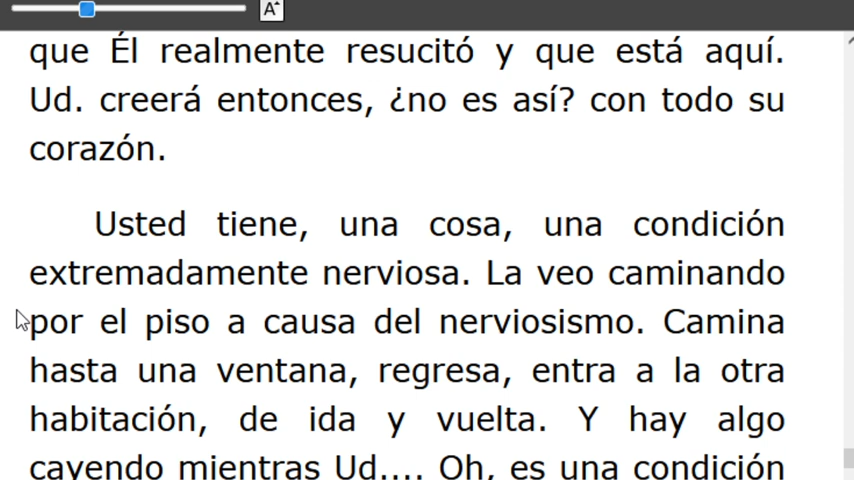 A
que Él realmente resucitó y que está aquí.
Ud. creerá entonces, ¿no es así? con todo su
corazón.
Usted tiene, una cosa, una condición
extremadamente nerviosa. La veo caminando
por el piso a causa del nerviosismo. Camina
hasta una ventana, regresa, entra a la otra
habitación, de ida y vuelta. Y hay algo
cayendo mientras Ud.... Oh, es una condición